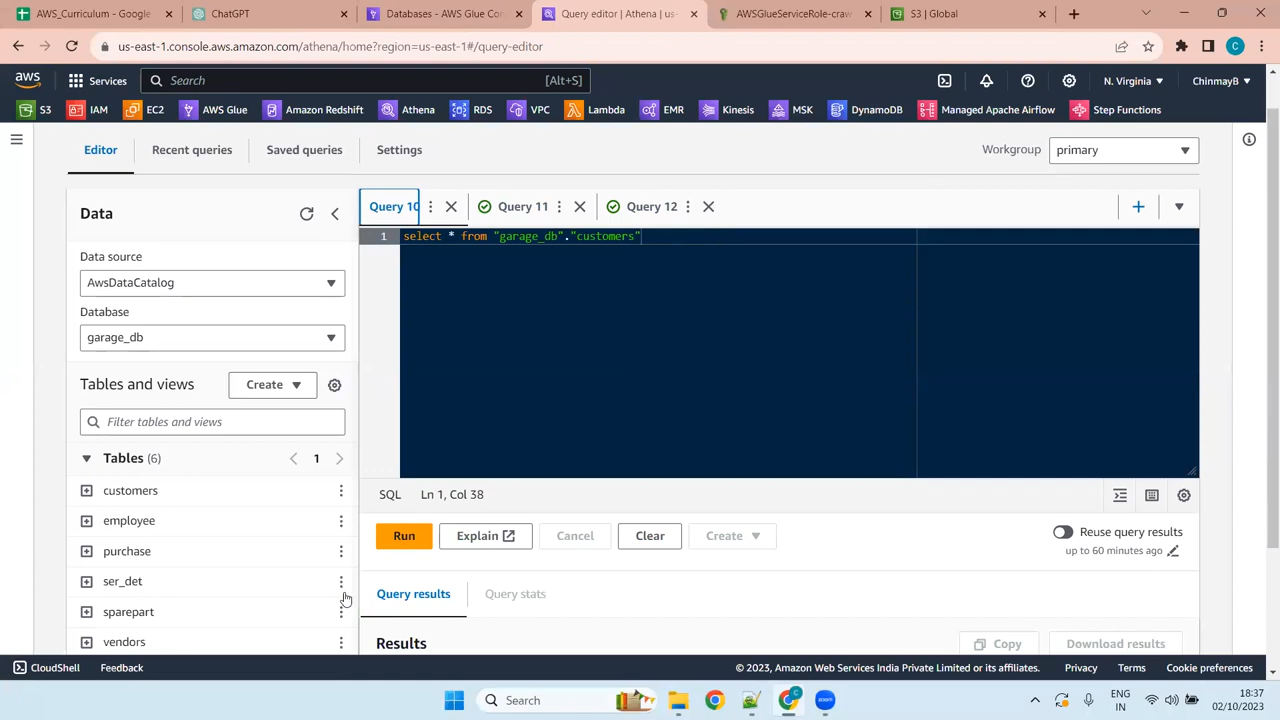 AWS_Curriculum - Google
ChatGPT
Databases - AWS Glue Con
Query editor | Athena | us-
AWSGlueServiceRole-craw
S3 | Global
us-east-1.console.aws.amazon.com/athena/home?region=us-east-1#/query-editor
C
aws
Services
Search
[Alt+S]
N. Virginia
ChinmayB
S3
IAM
EC2
AWS Glue
Amazon Redshift
Athena
RDS
VPC
Lambda
EMR
Kinesis
MSK
DynamoDB
Managed Apache Airflow
Step Functions
Editor
Recent queries
Saved queries
Settings
Workgroup
primary
Data
Query 10
Query 11
Query 12
1
select * from "garage_db"."customers"
Data source
AwsDataCatalog
Database
garage_db
Tables and views
Create
Filter tables and views
Tables (6)
1
customers
employee
purchase
ser_det
sparepart
vendors
SQL
Ln 1, Col 38
Run
Explain
Cancel
Clear
Create
Reuse query results
up to 60 minutes ago
Query results
Query stats
Results
Copy
Download results
CloudShell
Feedback
© 2023, Amazon Web Services India Private Limited or its affiliates.
Privacy
Terms
Cookie preferences
Search
C
zoom
ENG
IN
18:37
02/10/2023